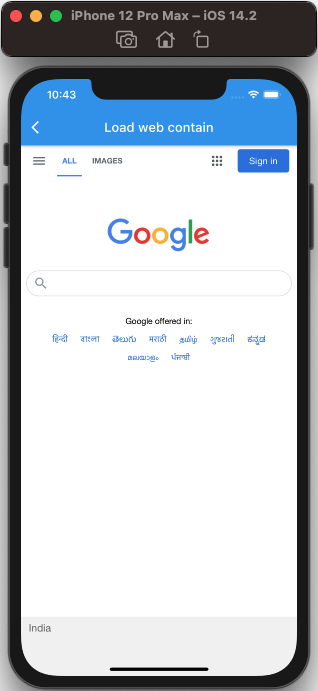 iPhone 12 Pro Max – iOS 14.2
10:43
Load web contain
ALL IMAGES Sign in
Google
Google offered in:
हिन्दी বাংলা తెలుగు मराठी தமிழ் ગુજરાતી ಕನ್ನಡ
മലയാളം ਪੰਜਾਬੀ
India